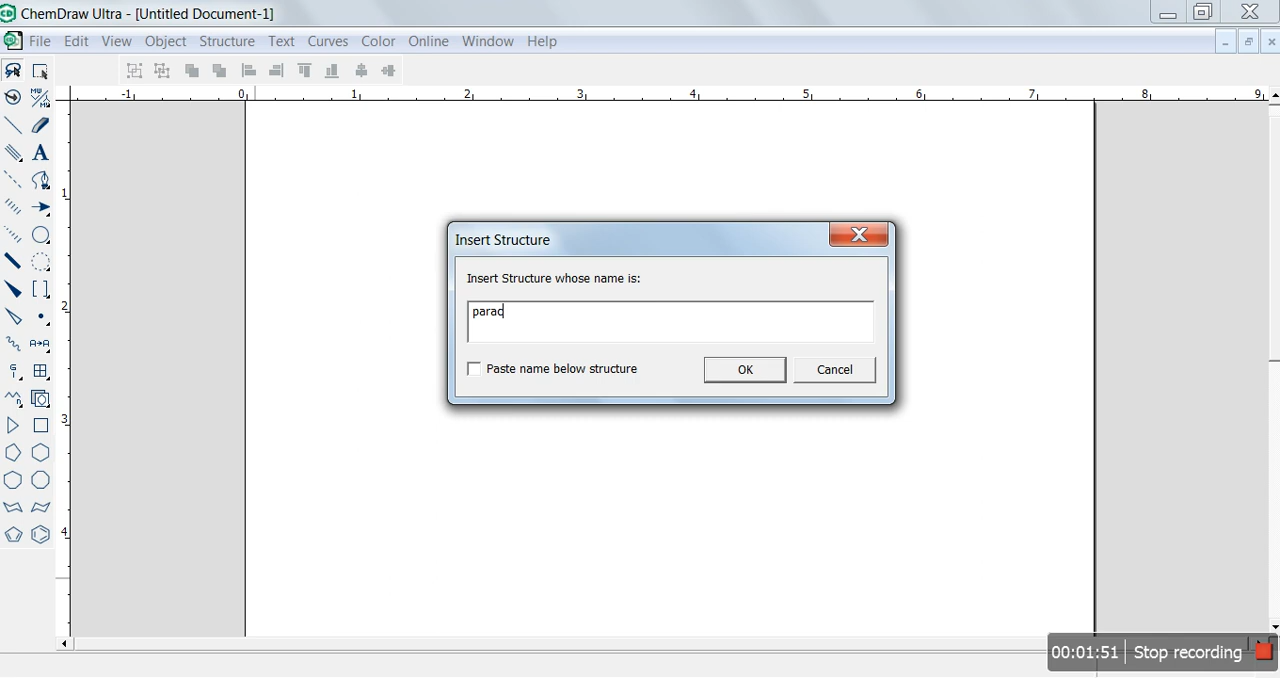 ChemDraw Ultra - [Untitled Document-1]
File Edit View Object Structure Text Curves Color Online Window Help
-1 0 1 2 3 4 5 6 7 8 9
1
2
3
4
Insert Structure
Insert Structure whose name is:
parac
Paste name below structure OK Cancel
00:01:51 Stop recording